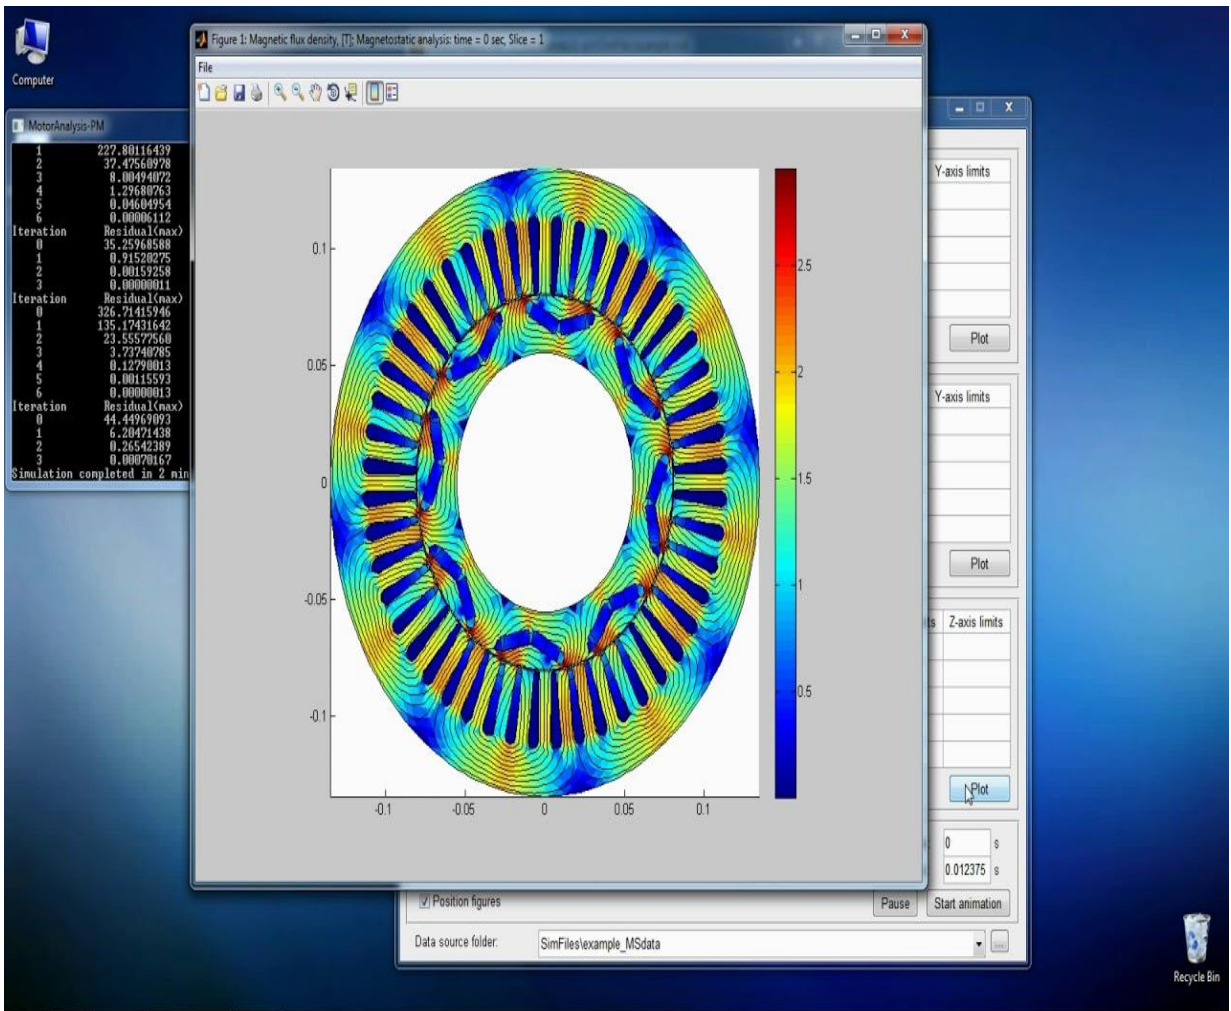 Computer
Figure 1: Magnetic flux density, [T]; Magnetostatic analysis: time = 0 sec, Slice = 1
File
MotorAnalysis-PM
1 227.80116439
2 37.47560978
3 8.00494072
4 1.29680763
5 0.04604954
6 0.00006112
Iteration Residual(max)
0 35.25968588
1 0.91520275
2 0.00159258
3 0.00000011
Iteration Residual(max)
0 326.71415946
1 135.17431642
2 23.55577560
3 3.73740785
4 0.12790013
5 0.00115593
6 0.00000013
Iteration Residual(max)
0 44.44969093
1 6.20471438
2 0.26542389
3 0.00070167
Simulation completed in 2 min
0.1
0.05
0
-0.05
-0.1
-0.1 -0.05 0 0.05 0.1
2.5
2
1.5
1
0.5
Y-axis limits
Plot
Y-axis limits
Plot
Z-axis limits
Plot
0 s
0.012375 s
Position figures
Pause
Start animation
Data source folder: SimFiles\example_MSdata
Recycle Bin